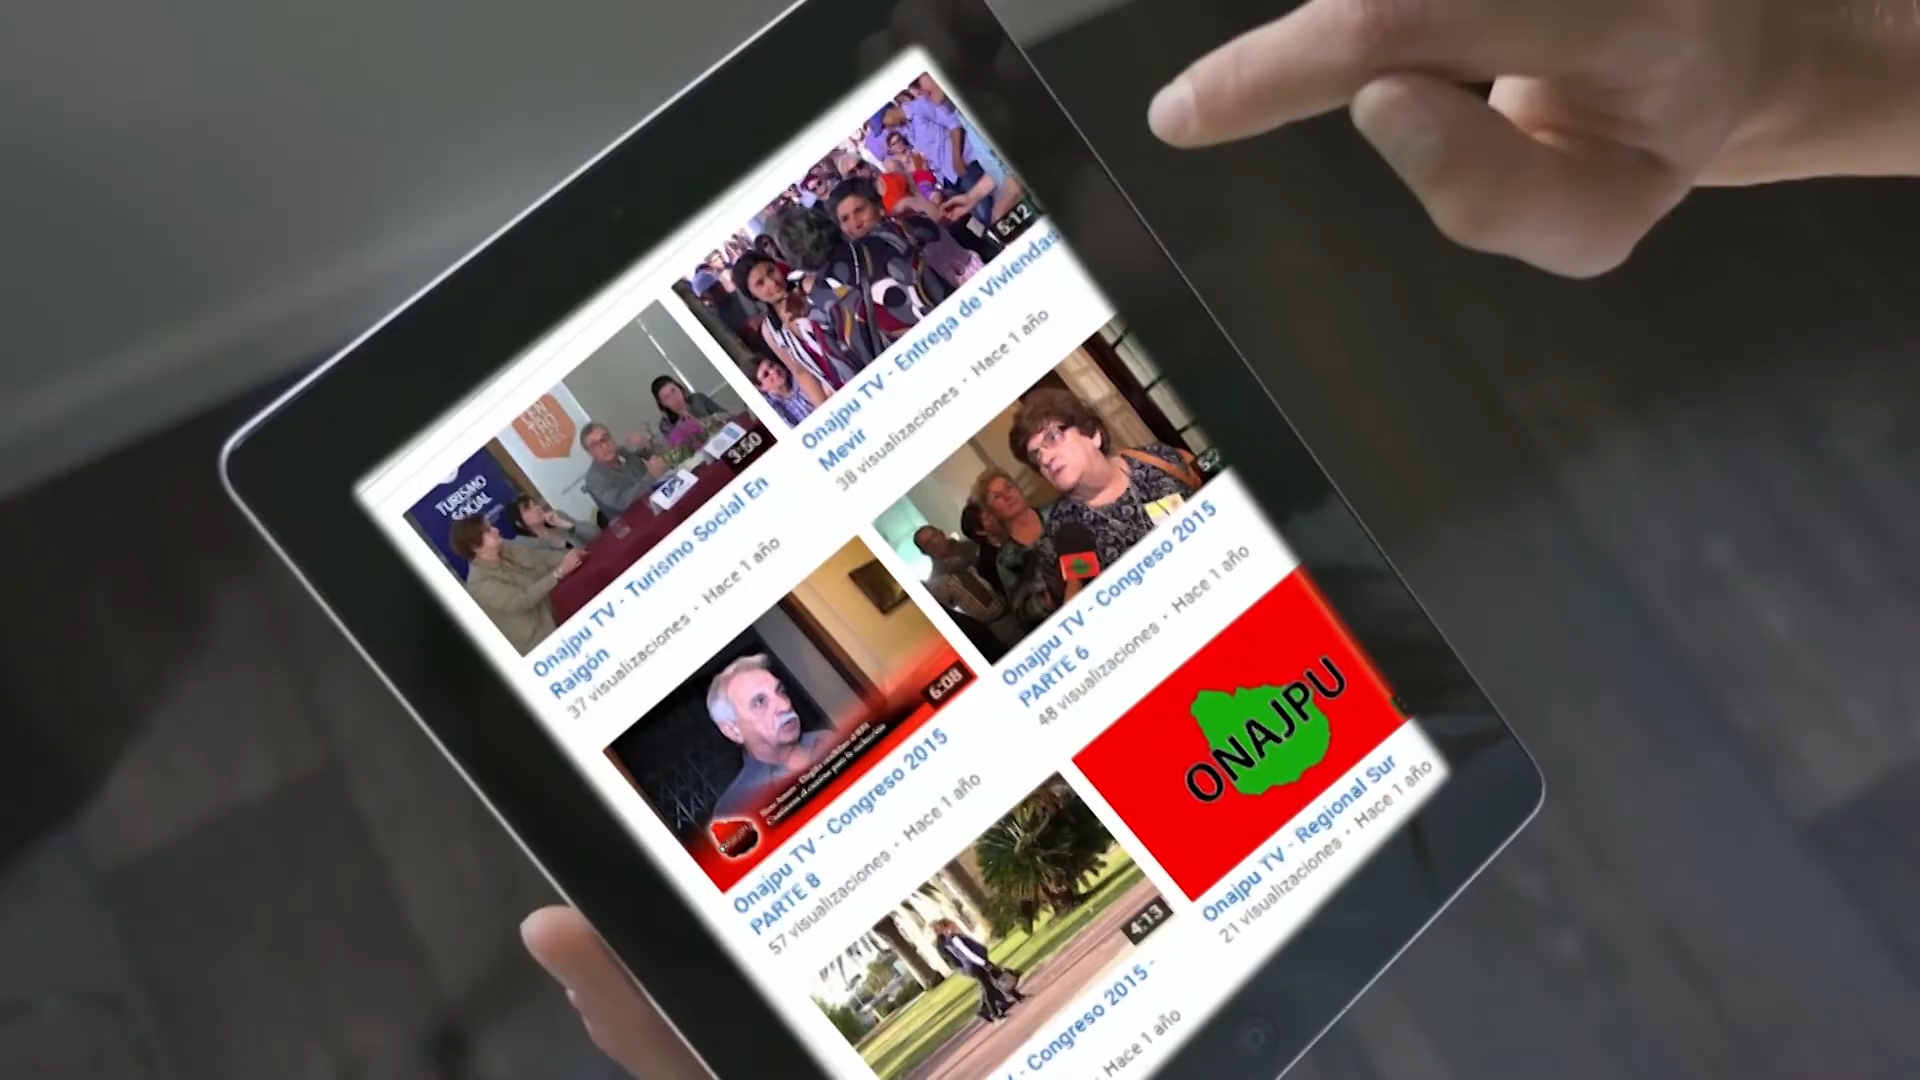 5:12
Onajpu TV - Entrega de Viviendas
Mevir
38 visualizaciones • Hace 1 año
CEN
TRO
TURISMO
SOCIAL
BPS
3:50
Onajpu TV - Turismo Social En
Raigón
37 visualizaciones • Hace 1 año
Onajpu TV - Congreso 2015
PARTE 6
48 visualizaciones • Hace 1 año
6:08
Onajpu TV - Congreso 2015
PARTE 8
57 visualizaciones • Hace 1 año
ONAJPU
Onajpu TV - Regional Sur
21 visualizaciones • Hace 1 año
4:13
- Congreso 2015 -
Hace 1 año